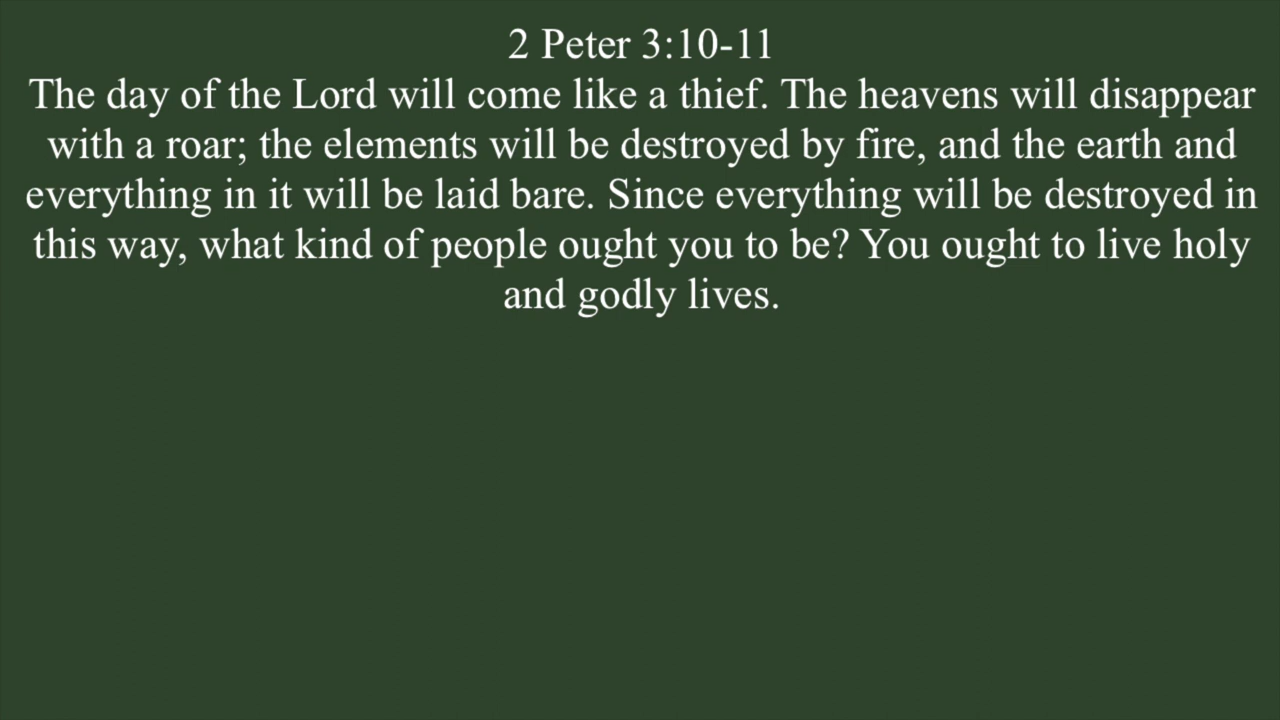 2 Peter 3:10-11
The day of the Lord will come like a thief. The heavens will disappear
with a roar; the elements will be destroyed by fire, and the earth and
everything in it will be laid bare. Since everything will be destroyed in
this way, what kind of people ought you to be? You ought to live holy
and godly lives.